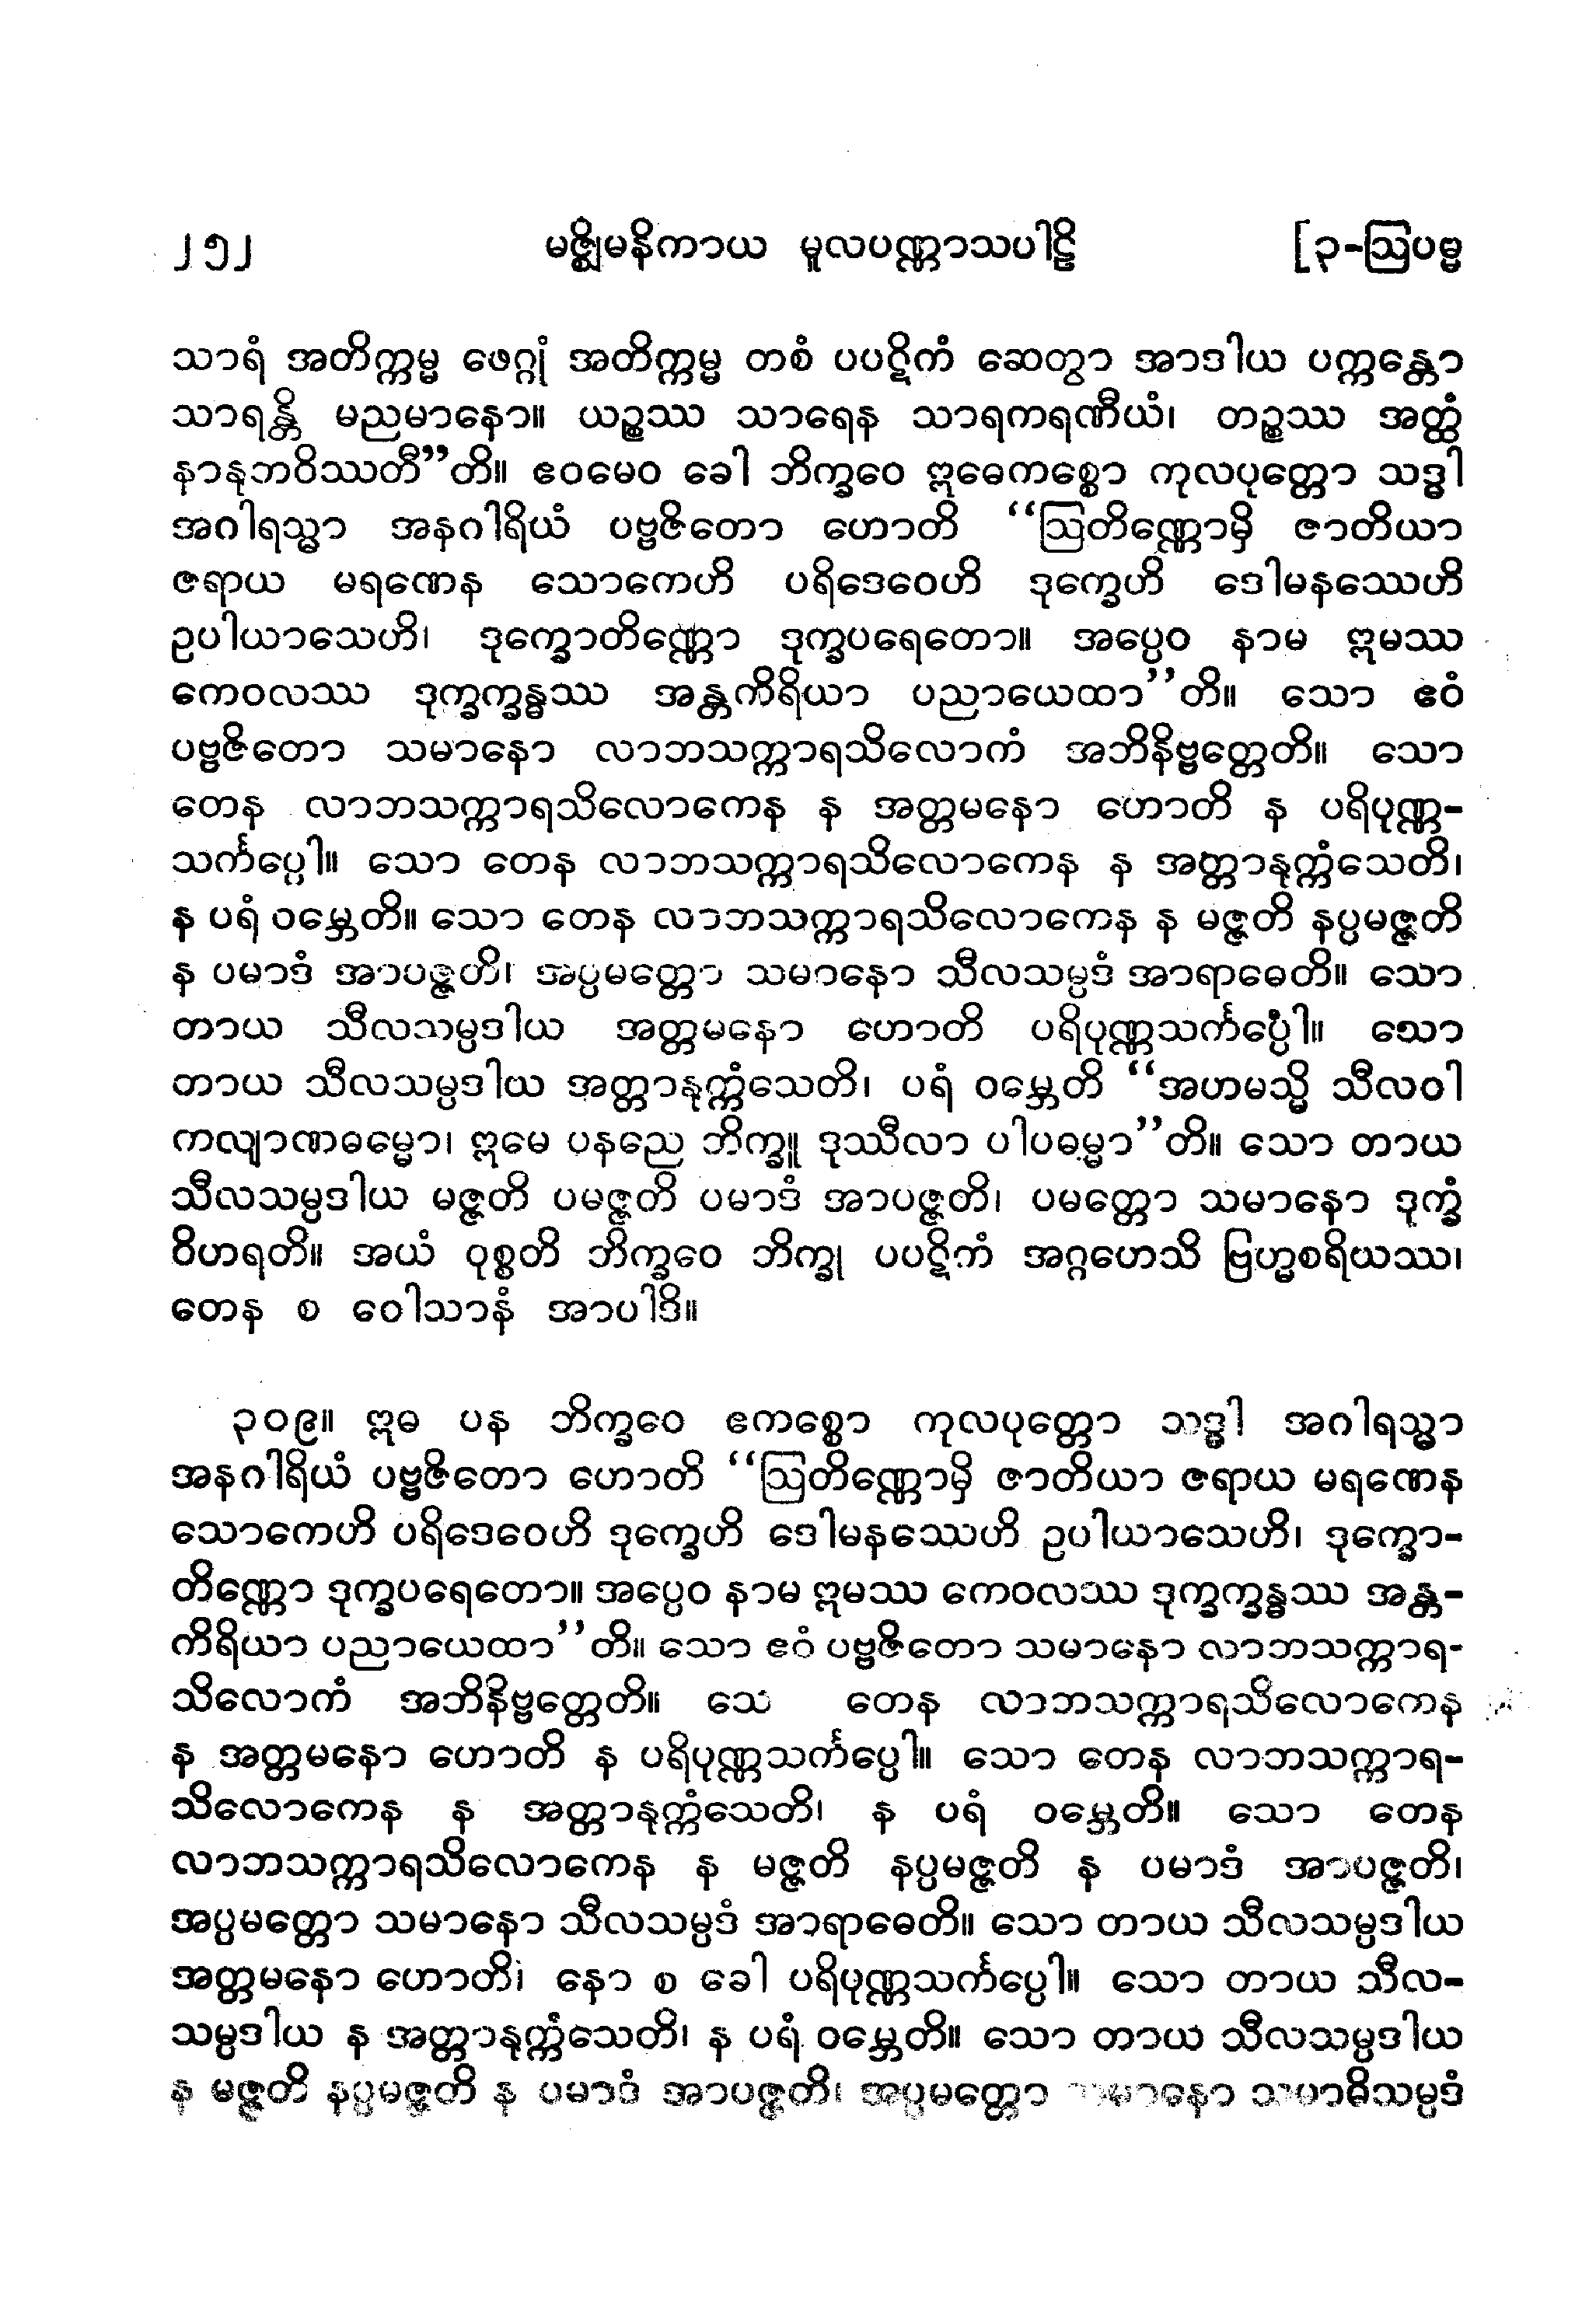 ၂၅၂ မဇ္ဈိမနိကာယ မူလပဏ္ဏာသပါဠိ [၃-ဩပမ္မ
သာရံ အတိက္ကမ္မ ဖေဂ္ဂုံ အတိက္ကမ္မ တစံ ပပဋိကံ ဆေတွာ အာဒါယ ပက္ကန္တော
သာရန္တိ မညမာနော။ ယဉ္စဿ သာရေန သာရကရဏီယံ၊ တဉ္စဿ အတ္ထံ
နာနုဘဝိဿတီ”တိ။ ဧဝမေဝ ခေါ ဘိက္ခဝေ ဣဓေကစ္စော ကုလပုတ္တော သဒ္ဓါ
အဂါရသ္မာ အနဂါရိယံ ပဗ္ဗဇိတော ဟောတိ “ဩတိဏ္ဏောမှိ ဇာတိယာ
ဇရာယ မရဏေန သောကေဟိ ပရိဒေဝေဟိ ဒုက္ခေဟိ ဒေါမနဿေဟိ
ဥပါယာသေဟိ၊ ဒုက္ခောတိဏ္ဏော ဒုက္ခပရေတော။ အပ္ပေဝ နာမ ဣမဿ
ကေဝလဿ ဒုက္ခက္ခန္ဓဿ အန္တကိရိယာ ပညာယေထာ”တိ။ သော ဧဝံ
ပဗ္ဗဇိတော သမာနော လာဘသက္ကာရသိလောကံ အဘိနိဗ္ဗတ္တေတိ။ သော
တေန လာဘသက္ကာရသိလောကေန န အတ္တမနော ဟောတိ န ပရိပုဏ္ဏ-
သင်္ကပ္ပေါ။ သော တေန လာဘသက္ကာရသိလောကေန န အတ္တာနုက္ကံသေတိ၊
န ပရံ ဝမ္ဘေတိ။ သော တေန လာဘသက္ကာရသိလောကေန န မဇ္ဇတိ နပ္ပမဇ္ဇတိ
န ပမာဒံ အာပဇ္ဇတိ၊ အပ္ပမတ္တော သမာနော သီလသမ္ပဒံ အာရာဓေတိ။ သော
တာယ သီလသမ္ပဒါယ အတ္တမနော ဟောတိ ပရိပုဏ္ဏသင်္ကပ္ပေါ။ သော
တာယ သီလသမ္ပဒါယ အတ္တာနုက္ကံသေတိ၊ ပရံ ဝမ္ဘေတိ “အဟမသ္မိ သီလဝါ
ကလျာဏဓမ္မော၊ ဣမေ ပနညေ ဘိက္ခူ ဒုဿီလာ ပါပဓမ္မာ”တိ။ သော တာယ
သီလသမ္ပဒါယ မဇ္ဇတိ ပမဇ္ဇတိ ပမာဒံ အာပဇ္ဇတိ၊ ပမတ္တော သမာနော ဒုက္ခံ
ဝိဟရတိ။ အယံ ဝုစ္စတိ ဘိက္ခဝေ ဘိက္ခု ပပဋိကံ အဂ္ဂဟေသိ ဗြဟ္မစရိယဿ၊
တေန စ ဝေါသာနံ အာပါဒိ။
၃၀၉။ ဣဓ ပန ဘိက္ခဝေ ဧကစ္စော ကုလပုတ္တော သဒ္ဓါ အဂါရသ္မာ
အနဂါရိယံ ပဗ္ဗဇိတော ဟောတိ “ဩတိဏ္ဏောမှိ ဇာတိယာ ဇရာယ မရဏေန
သောကေဟိ ပရိဒေဝေဟိ ဒုက္ခေဟိ ဒေါမနဿေဟိ ဥပါယာသေဟိ၊ ဒုက္ခော-
တိဏ္ဏော ဒုက္ခပရေတော။ အပ္ပေဝ နာမ ဣမဿ ကေဝလဿ ဒုက္ခက္ခန္ဓဿ အန္တ-
ကိရိယာ ပညာယေထာ”တိ။ သော ဧဝံ ပဗ္ဗဇိတော သမာနော လာဘသက္ကာရ-
သိလောကံ အဘိနိဗ္ဗတ္တေတိ။ သော တေန လာဘသက္ကာရသိလောကေန
န အတ္တမနော ဟောတိ န ပရိပုဏ္ဏသင်္ကပ္ပေါ။ သော တေန လာဘသက္ကာရ-
သိလောကေန န အတ္တာနုက္ကံသေတိ၊ န ပရံ ဝမ္ဘေတိ။ သော တေန
လာဘသက္ကာရသိလောကေန န မဇ္ဇတိ နပ္ပမဇ္ဇတိ န ပမာဒံ အာပဇ္ဇတိ၊
အပ္ပမတ္တော သမာနော သီလသမ္ပဒံ အာရာဓေတိ။ သော တာယ သီလသမ္ပဒါယ
အတ္တမနော ဟောတိ၊ နော စ ခေါ ပရိပုဏ္ဏသင်္ကပ္ပေါ။ သော တာယ သီလ-
သမ္ပဒါယ န အတ္တာနုက္ကံသေတိ၊ န ပရံ ဝမ္ဘေတိ။ သော တာယ သီလသမ္ပဒါယ
န မဇ္ဇတိ နပ္ပမဇ္ဇတိ န ပမာဒံ အာပဇ္ဇတိ၊ အပ္ပမတ္တော သမာနော သမာဓိသမ္ပဒံ